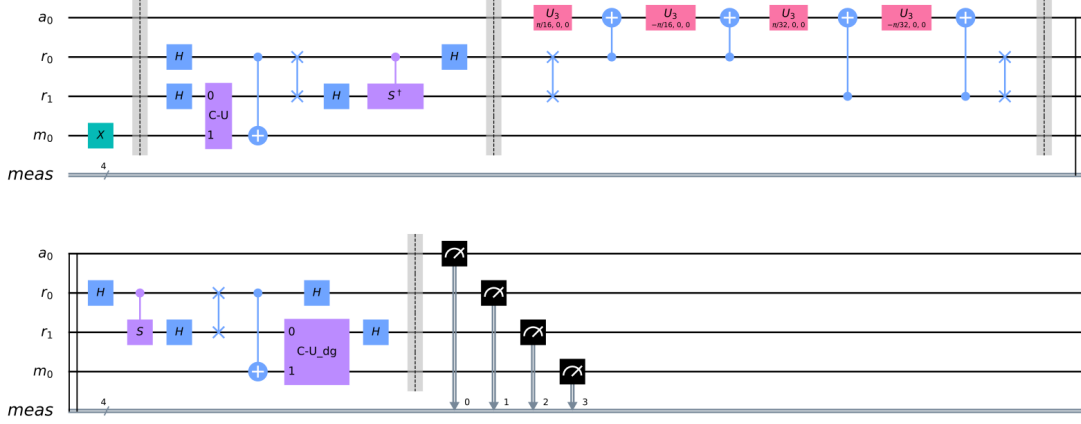 a0 U3 U3 U3 U3
π/16, 0, 0 −π/16, 0, 0 π/32, 0, 0 −π/32, 0, 0
r0 H H
r1 H 0 H S†
C-U
m0 X 1
meas 4
a0
r0 H H
r1 S H 0 H
C-U_dg
m0 1
meas 4 0 1 2 3